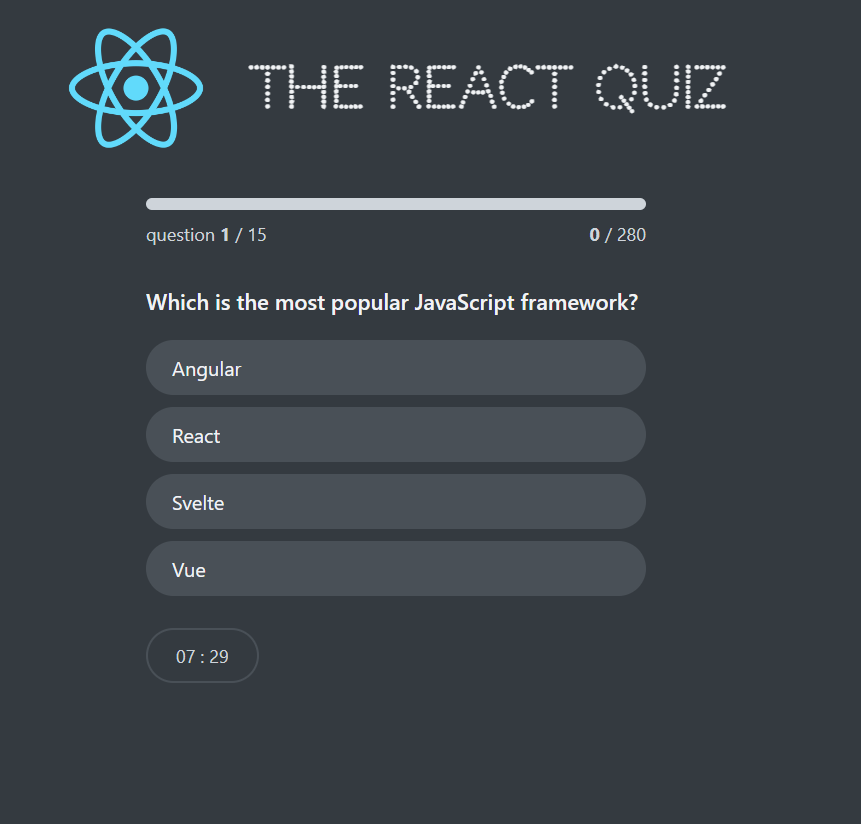 THE REACT QUIZ
question 1 / 15
0 / 280
Which is the most popular JavaScript framework?
Angular
React
Svelte
Vue
07 : 29